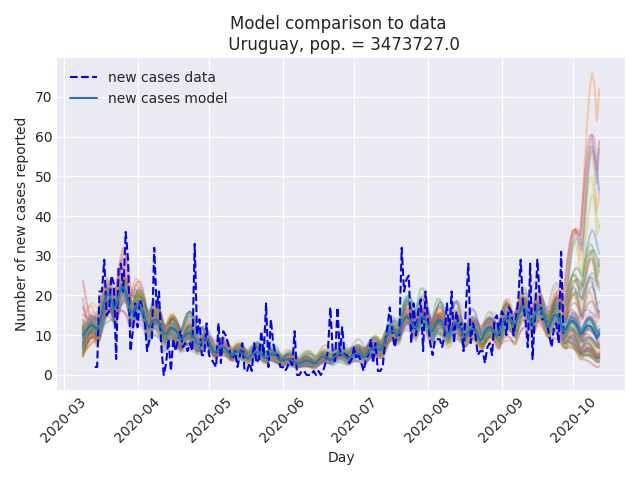 Model comparison to data
Uruguay, pop. = 3473727.0
new cases data
new cases model
Number of new cases reported
70
60
50
40
30
20
10
0
2020-03
2020-04
2020-05
2020-06
2020-07
2020-08
2020-09
2020-10
Day